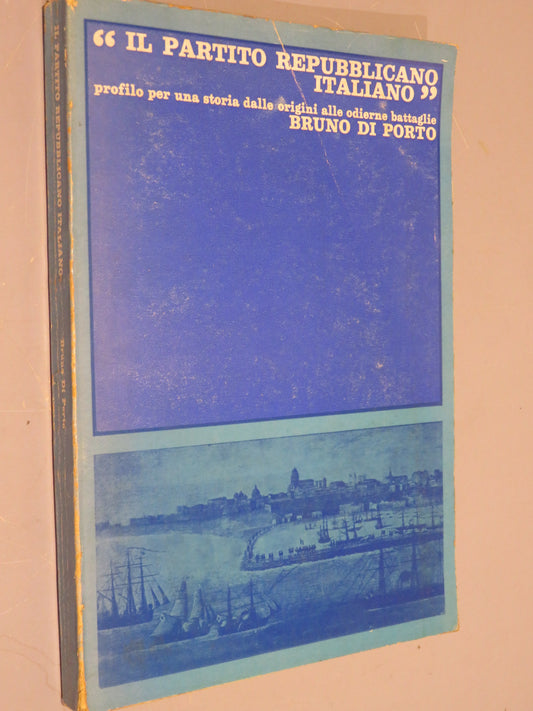 “ IL PARTITO REPUBBLICANO
ITALIANO ”
profilo per una storia dalle origini alle odierne battaglie
BRUNO DI PORTO
IL PARTITO REPUBBLICANO ITALIANO
Bruno Di Porto